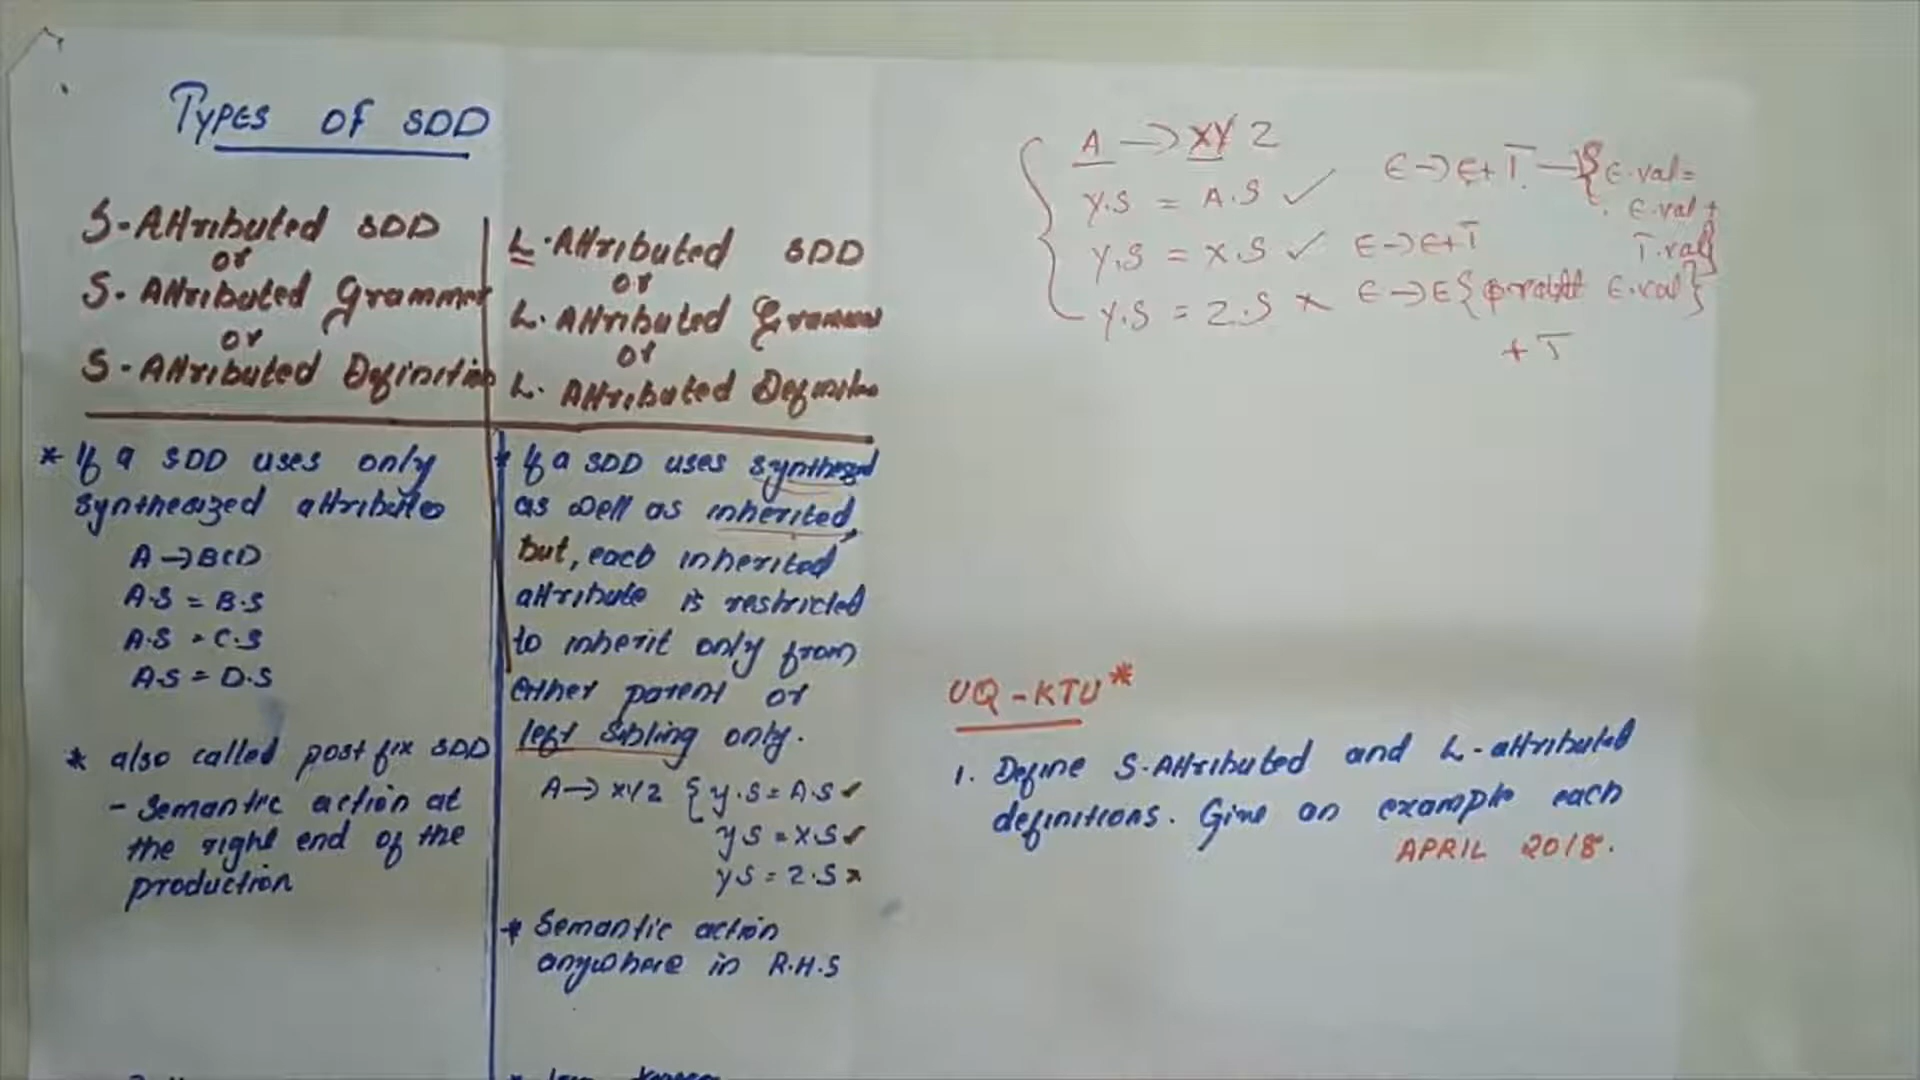 TYPES OF SDD
S-Attributed SDD
or
S-Attributed Grammer
or
S-Attributed Definition
L-Attributed SDD
or
L-Attributed Grammar
or
L-Attributed Definition
* If a SDD uses only
synthesized attributes
A → BCD
A.S = B.S
A.S = C.S
A.S = D.S
* also called postfix SDD
- Semantic action at
the right end of the
production
* If a SDD uses synthesized
as well as inherited,
but, each inherited
attribute is restricted
to inherit only from
either parent or
left sibling only.
A → XYZ { Y.S = A.S ✓
Y.S = X.S ✓
Y.S = Z.S ×
* Semantic action
anywhere in R.H.S
A → XYZ
Y.S = A.S ✓
Y.S = X.S ✓
Y.S = Z.S ×
E → E+T → { E.val =
E.val +
T.val}
E → E+T
E → E{ E.val}
+ T
UQ - KTU *
1. Define S-Attributed and L-attributed
definitions. Give an example each
APRIL 2018.